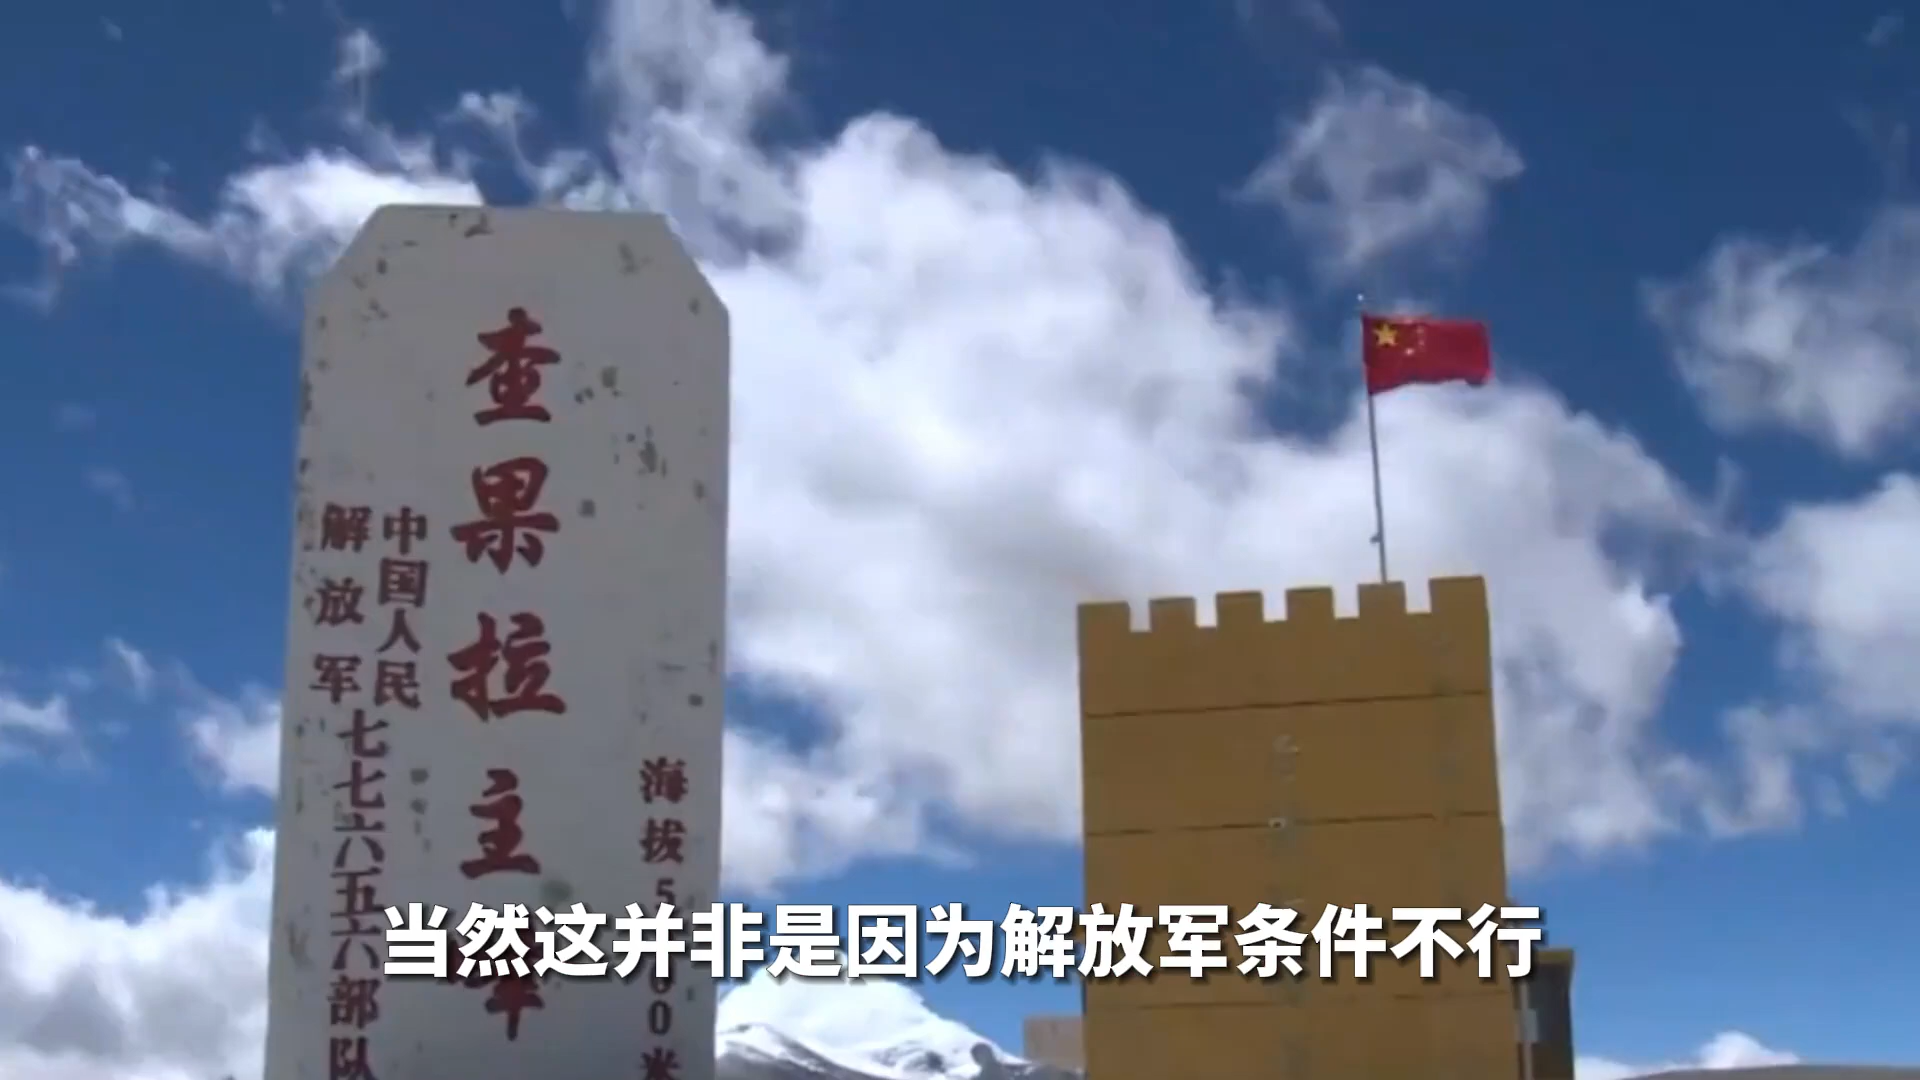 查果拉主峰
中国人民
解放军七七六五六部队
海拔5
0米
当然这并非是因为解放军条件不行